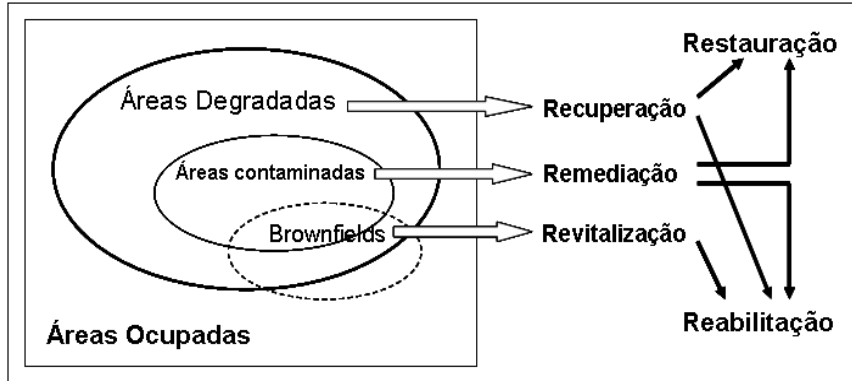 Restauração
Áreas Degradadas
Recuperação
Áreas contaminadas
Remediação
Brownfields
Revitalização
Áreas Ocupadas
Reabilitação